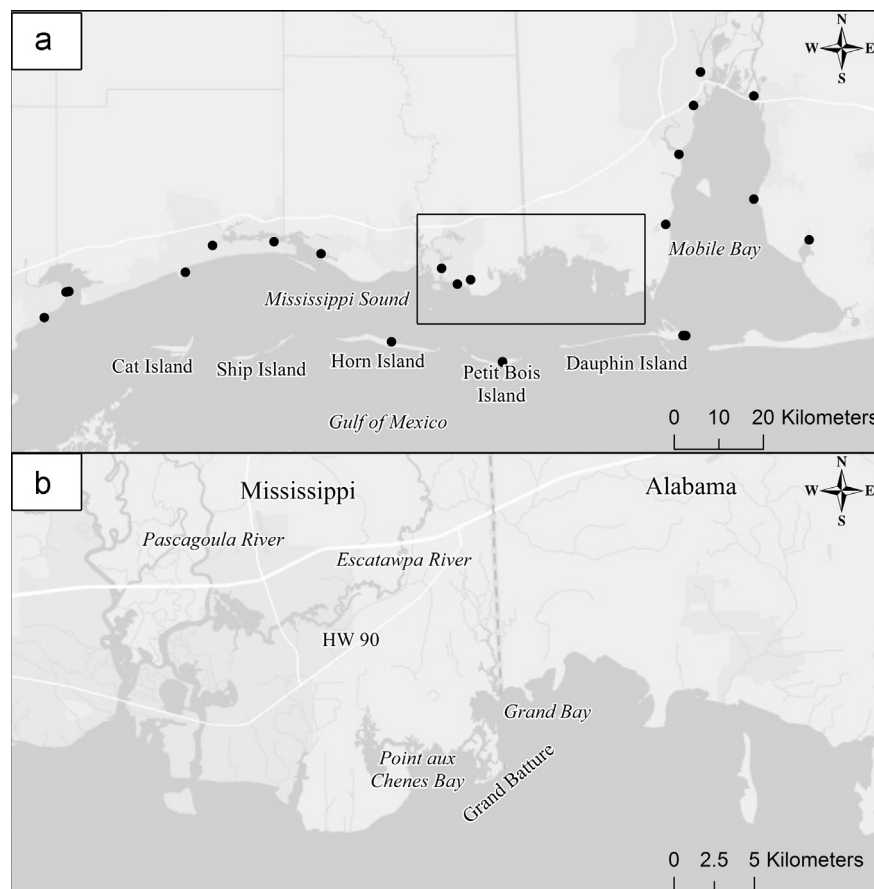 a
N
W E
S
Mobile Bay
Mississippi Sound
Cat Island
Ship Island
Horn Island
Petit Bois
Island
Dauphin Island
Gulf of Mexico
0 10 20 Kilometers
b
N
W E
S
Mississippi
Alabama
Pascagoula River
Escatawpa River
HW 90
Grand Bay
Point aux
Chenes Bay
Grand Batture
0 2.5 5 Kilometers